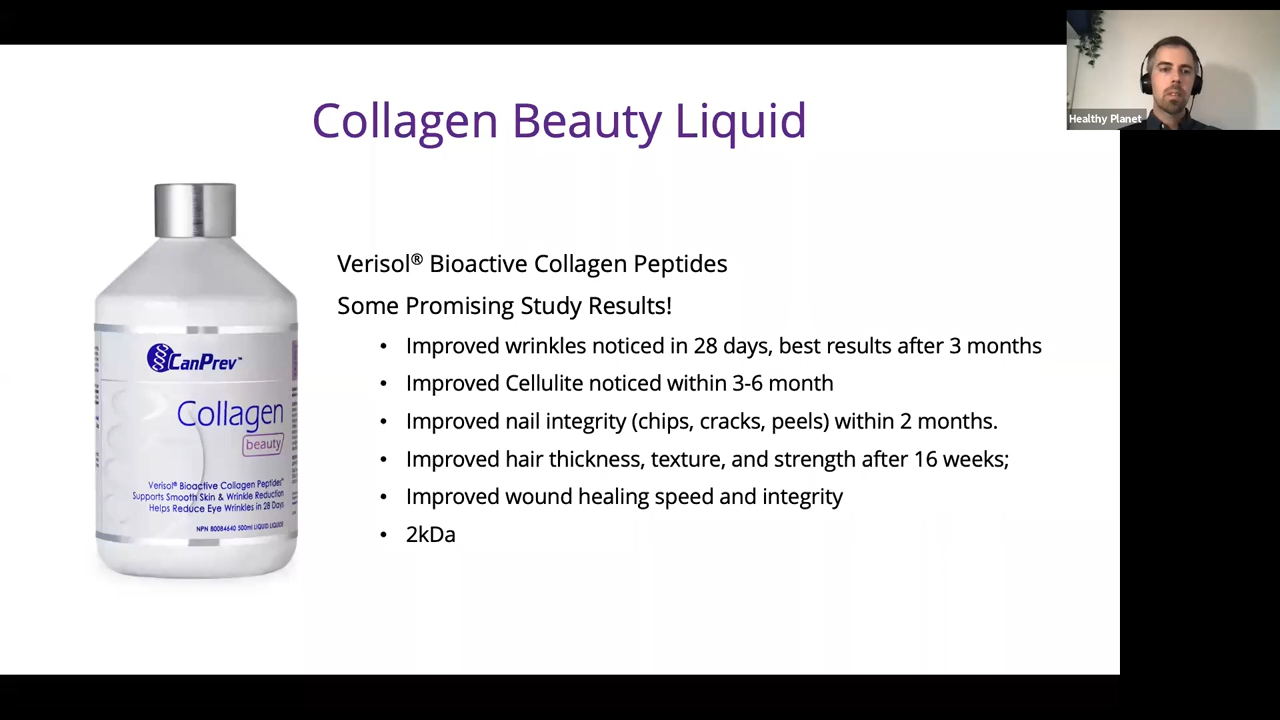 Collagen Beauty Liquid
Healthy Planet
Verisol® Bioactive Collagen Peptides
Some Promising Study Results!
• Improved wrinkles noticed in 28 days, best results after 3 months
• Improved Cellulite noticed within 3-6 month
• Improved nail integrity (chips, cracks, peels) within 2 months.
• Improved hair thickness, texture, and strength after 16 weeks;
• Improved wound healing speed and integrity
• 2kDa
CanPrev™
Collagen
beauty
Verisol® Bioactive Collagen Peptides™
Supports Smooth Skin & Wrinkle Reduction
Helps Reduce Eye Wrinkles in 28 Days
NPN 80084640 500ml LIQUID LIQUIDE